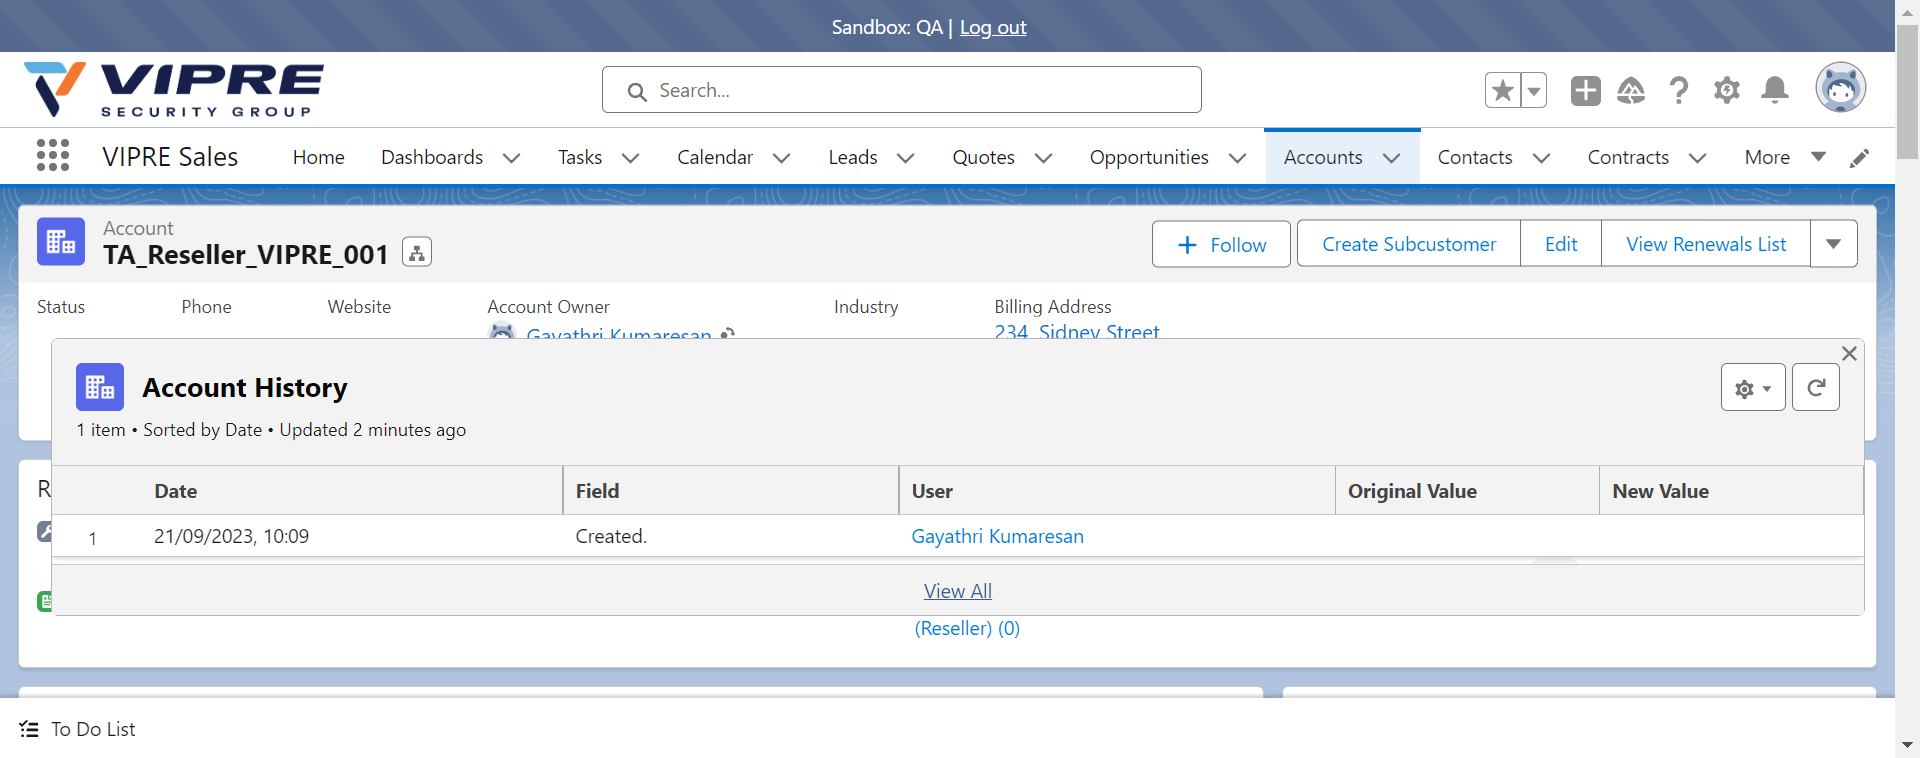 Sandbox: QA | Log out
VIPRE
SECURITY GROUP
Search...
VIPRE Sales
Home
Dashboards
Tasks
Calendar
Leads
Quotes
Opportunities
Accounts
Contacts
Contracts
More
Account
TA_Reseller_VIPRE_001
Follow
Create Subcustomer
Edit
View Renewals List
Status
Phone
Website
Account Owner
Industry
Billing Address
Gayathri Kumaresan
234, Sidney Street
Account History
1 item • Sorted by Date • Updated 2 minutes ago
R
Date
Field
User
Original Value
New Value
1
21/09/2023, 10:09
Created.
Gayathri Kumaresan
View All
(Reseller) (0)
To Do List